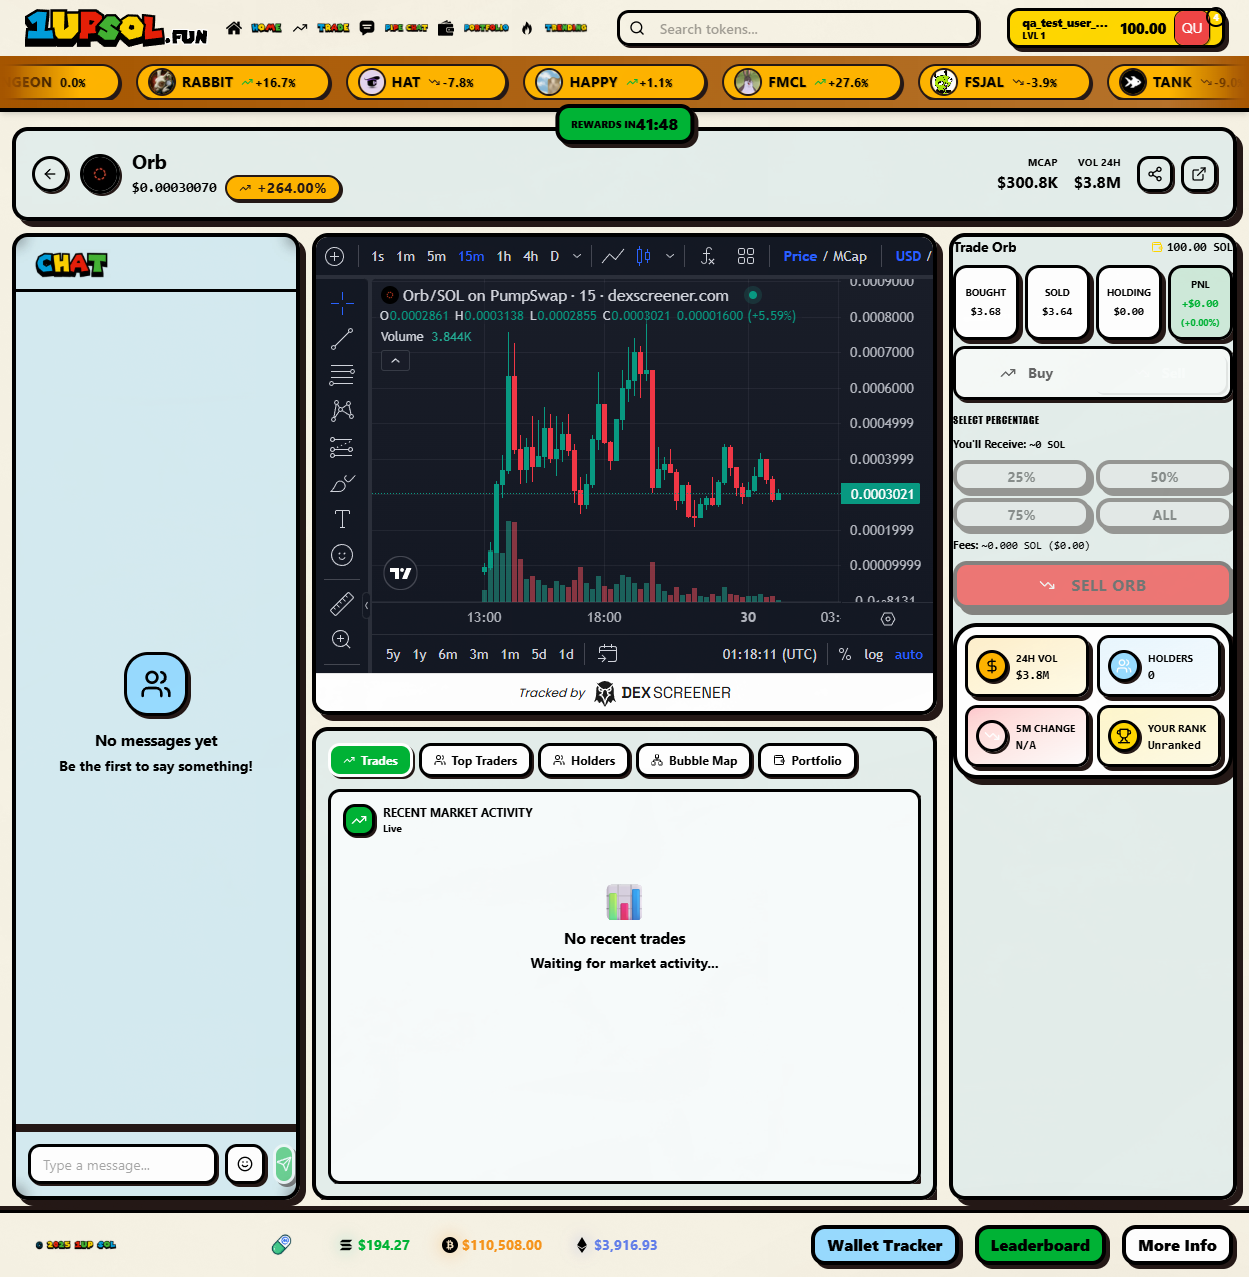 1UPSOL.FUN
HOME
TRADE
PIPE CHAT
PORTFOLIO
TRENDING
Search tokens...
qa_test_user_...
LVL 1
100.00
QU
GEON 0.0%
RABBIT +16.7%
HAT -7.8%
HAPPY +1.1%
FMCL +27.6%
FSJAL -3.9%
TANK -9.0
REWARDS IN 41:48
Orb
$0.00030070
+264.00%
MCAP
$300.8K
VOL 24H
$3.8M
CHAT
No messages yet
Be the first to say something!
Type a message...
1s 1m 5m 15m 1h 4h D
Price / MCap
USD /
Orb/SOL on PumpSwap · 15 · dexscreener.com
O0.0002861 H0.0003138 L0.0002855 C0.0003021 0.00001600 (+5.59%)
Volume 3.844K
0.0009000
0.0008000
0.0007000
0.0006000
0.0004999
0.0003999
0.0003021
0.0001999
0.00009999
13:00 18:00 30 03:
5y 1y 6m 3m 1m 5d 1d
01:18:11 (UTC)
% log auto
Tracked by DEXSCREENER
Trades
Top Traders
Holders
Bubble Map
Portfolio
RECENT MARKET ACTIVITY
Live
No recent trades
Waiting for market activity...
Trade Orb
100.00 SOL
BOUGHT
$3.68
SOLD
$3.64
HOLDING
$0.00
PNL
+$0.00
(+0.00%)
Buy
SELECT PERCENTAGE
You'll Receive: ~0 SOL
25%
50%
75%
ALL
Fees: ~0.000 SOL ($0.00)
SELL ORB
24H VOL
$3.8M
HOLDERS
0
5M CHANGE
N/A
YOUR RANK
Unranked
© 2025 1UP SOL
$194.27
$110,508.00
$3,916.93
Wallet Tracker
Leaderboard
More Info